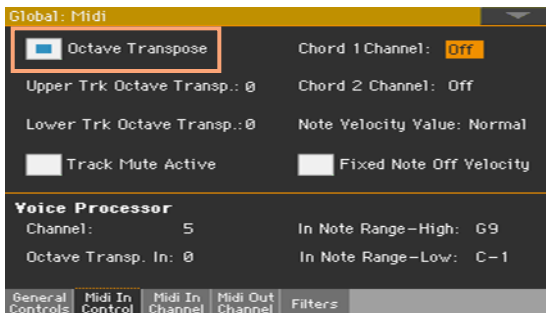 Global: Midi
Octave Transpose
Chord 1 Channel: Off
Upper Trk Octave Transp.: 0
Chord 2 Channel: Off
Lower Trk Octave Transp.:0
Note Velocity Value: Normal
Track Mute Active
Fixed Note Off Velocity
Voice Processor
Channel: 5
In Note Range-High: G9
Octave Transp. In: 0
In Note Range-Low: C-1
General Controls
Midi In Control
Midi In Channel
Midi Out Channel
Filters